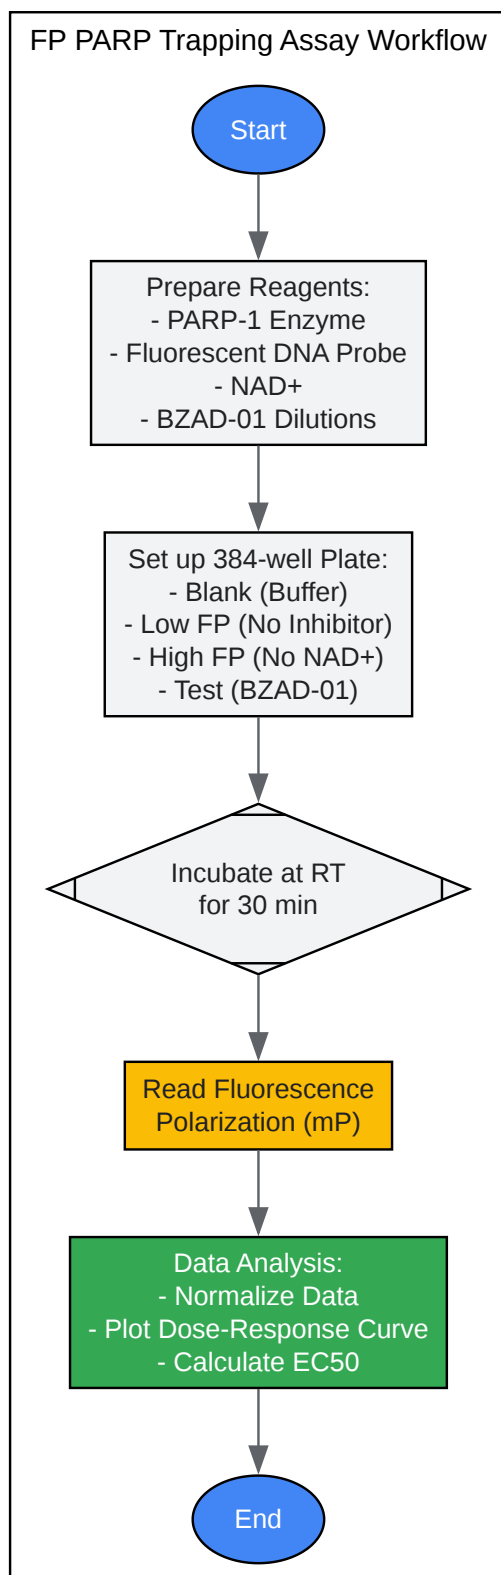 FP PARP Trapping Assay Workflow
Start
Prepare Reagents:
- PARP-1 Enzyme
- Fluorescent DNA Probe
- NAD+
- BZAD-01 Dilutions
Set up 384-well Plate:
- Blank (Buffer)
- Low FP (No Inhibitor)
- High FP (No NAD+)
- Test (BZAD-01)
Incubate at RT
for 30 min
Read Fluorescence
Polarization (mP)
Data Analysis:
- Normalize Data
- Plot Dose-Response Curve
- Calculate EC50
End